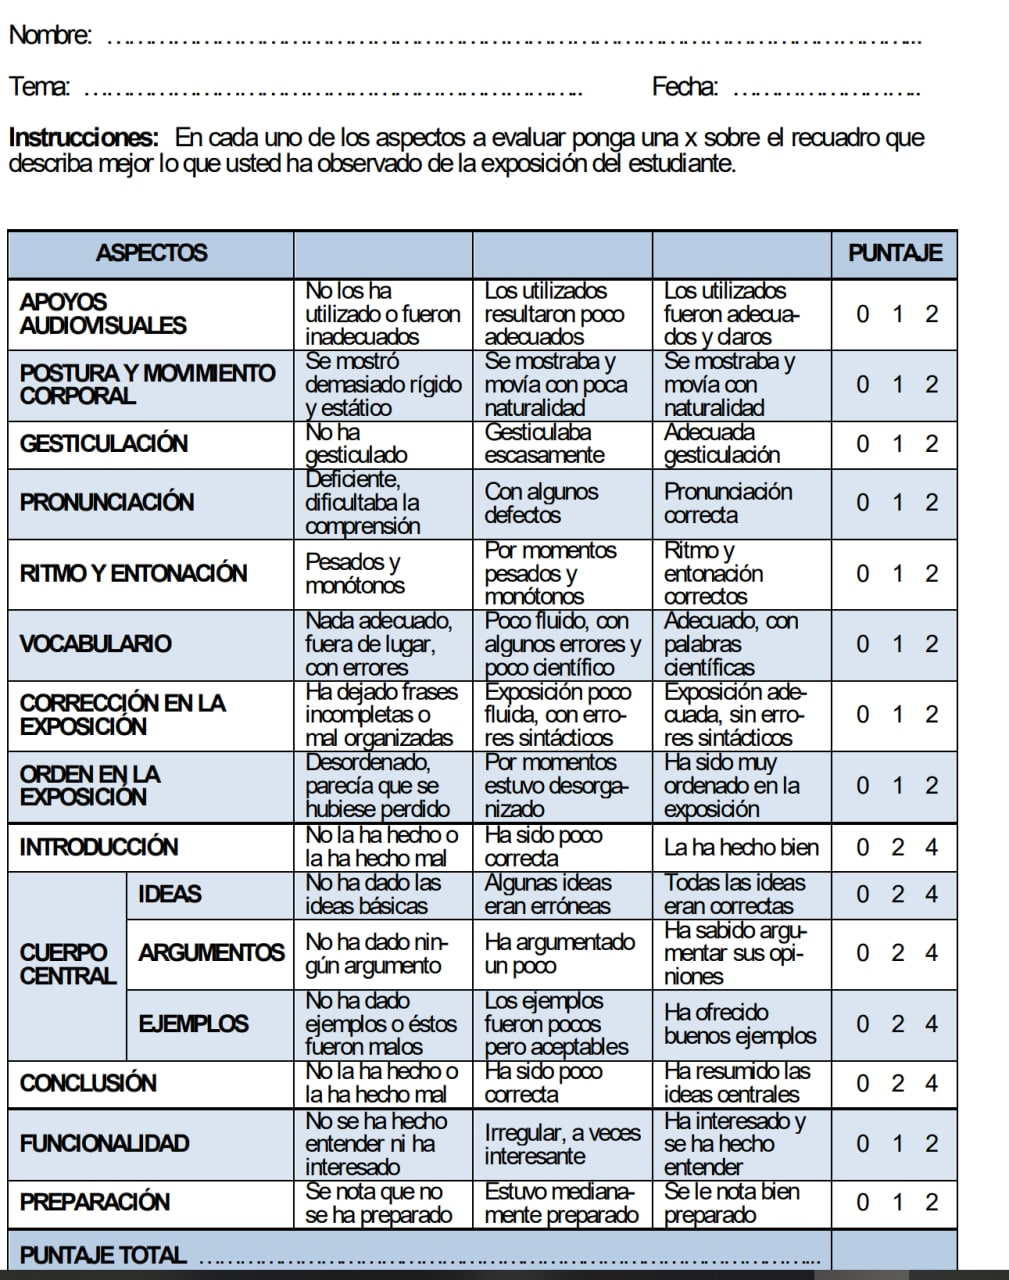 Nombre: ……………………………………………………………………………………………...
Tema: ………………………………………………………….. Fecha: …………………….
Instrucciones: En cada uno de los aspectos a evaluar ponga una x sobre el recuadro que
describa mejor lo que usted ha observado de la exposición del estudiante.
ASPECTOS PUNTAJE
APOYOS
AUDIOVISUALES
No los ha
utilizado o fueron
inadecuados
Los utilizados
resultaron poco
adecuados
Los utilizados
fueron adecua-
dos y claros
0 1 2
POSTURA Y MOVIMIENTO
CORPORAL
Se mostró
demasiado rígido
y estático
Se mostraba y
movía con poca
naturalidad
Se mostraba y
movía con
naturalidad
0 1 2
GESTICULACIÓN
No ha
gesticulado
Gesticulaba
escasamente
Adecuada
gesticulación
0 1 2
PRONUNCIACIÓN
Deficiente,
dificultaba la
comprensión
Con algunos
defectos
Pronunciación
correcta
0 1 2
RITMO Y ENTONACIÓN
Pesados y
monótonos
Por momentos
pesados y
monótonos
Ritmo y
entonación
correctos
0 1 2
VOCABULARIO
Nada adecuado,
fuera de lugar,
con errores
Poco fluido, con
algunos errores y
poco científico
Adecuado, con
palabras
científicas
0 1 2
CORRECCIÓN EN LA
EXPOSICIÓN
Ha dejado frases
incompletas o
mal organizadas
Exposición poco
fluida, con erro-
res sintácticos
Exposición ade-
cuada, sin erro-
res sintácticos
0 1 2
ORDEN EN LA
EXPOSICIÓN
Desordenado,
parecía que se
hubiese perdido
Por momentos
estuvo desorga-
nizado
Ha sido muy
ordenado en la
exposición
0 1 2
INTRODUCCIÓN
No la ha hecho o
la ha hecho mal
Ha sido poco
correcta
La ha hecho bien
0 2 4
CUERPO
CENTRAL
IDEAS
No ha dado las
ideas básicas
Algunas ideas
eran erróneas
Todas las ideas
eran correctas
0 2 4
ARGUMENTOS
No ha dado nin-
gún argumento
Ha argumentado
un poco
Ha sabido argu-
mentar sus opi-
niones
0 2 4
EJEMPLOS
No ha dado
ejemplos o éstos
fueron malos
Los ejemplos
fueron pocos
pero aceptables
Ha ofrecido
buenos ejemplos
0 2 4
CONCLUSIÓN
No la ha hecho o
la ha hecho mal
Ha sido poco
correcta
Ha resumido las
ideas centrales
0 2 4
FUNCIONALIDAD
No se ha hecho
entender ni ha
interesado
Irregular, a veces
interesante
Ha interesado y
se ha hecho
entender
0 1 2
PREPARACIÓN
Se nota que no
se ha preparado
Estuvo mediana-
mente preparado
Se le nota bien
preparado
0 1 2
PUNTAJE TOTAL …………………………………………………………………………...